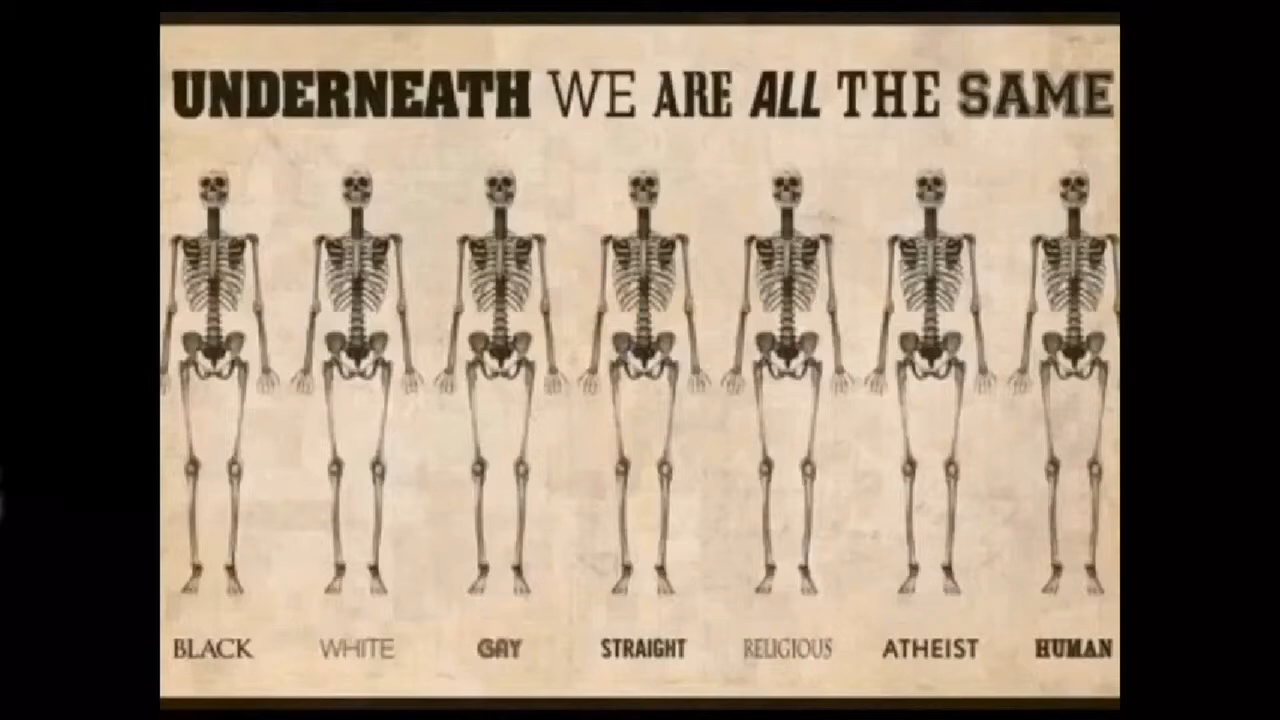 UNDERNEATH WE ARE ALL THE SAME
BLACK WHITE GAY STRAIGHT RELIGIOUS ATHEIST HUMAN